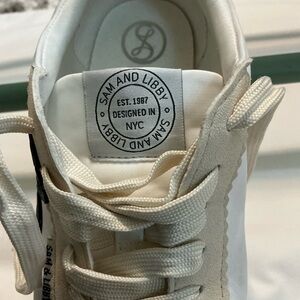 SAM AND LIBBY
EST. 1987
DESIGNED IN
NYC
SAM AND LIBBY
SAM & LIBBY